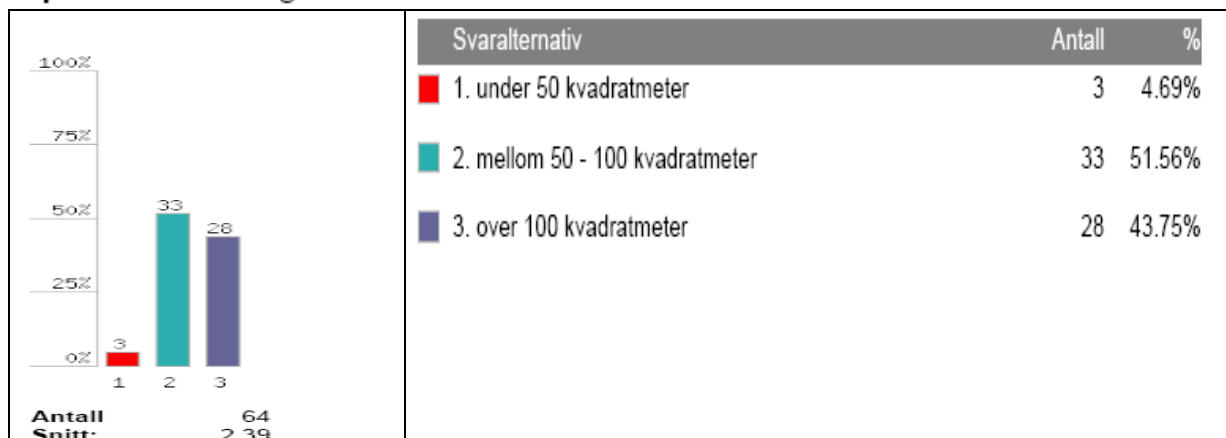 100%
75%
50%
25%
0%
3
33
28
1 2 3
Antall 64
Snitt: 2.39
Svaralternativ Antall %
1. under 50 kvadratmeter 3 4.69%
2. mellom 50 - 100 kvadratmeter 33 51.56%
3. over 100 kvadratmeter 28 43.75%